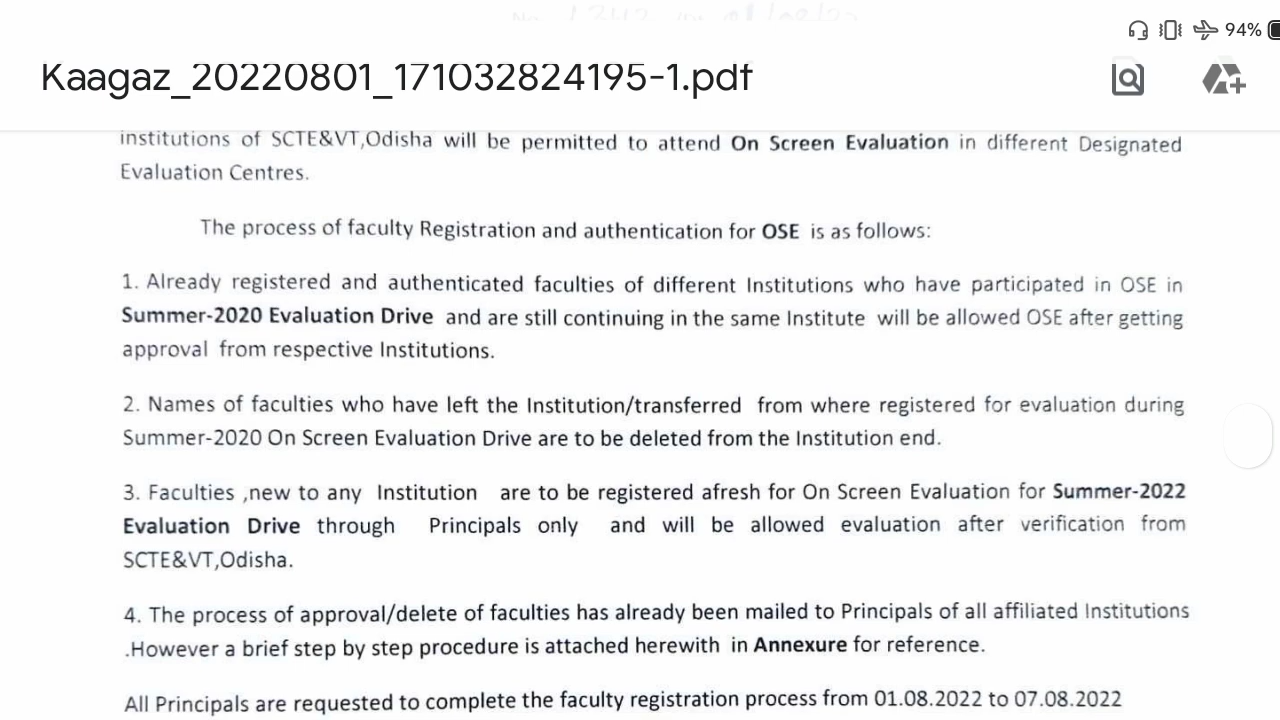 94%
Kaagaz_20220801_171032824195-1.pdf
institutions of SCTE&VT,Odisha will be permitted to attend On Screen Evaluation in different Designated
Evaluation Centres.
The process of faculty Registration and authentication for OSE is as follows:
1. Already registered and authenticated faculties of different Institutions who have participated in OSE in
Summer-2020 Evaluation Drive and are still continuing in the same Institute will be allowed OSE after getting
approval from respective Institutions.
2. Names of faculties who have left the Institution/transferred from where registered for evaluation during
Summer-2020 On Screen Evaluation Drive are to be deleted from the Institution end.
3. Faculties ,new to any Institution are to be registered afresh for On Screen Evaluation for Summer-2022
Evaluation Drive through Principals only and will be allowed evaluation after verification from
SCTE&VT,Odisha.
4. The process of approval/delete of faculties has already been mailed to Principals of all affiliated Institutions
.However a brief step by step procedure is attached herewith in Annexure for reference.
All Principals are requested to complete the faculty registration process from 01.08.2022 to 07.08.2022